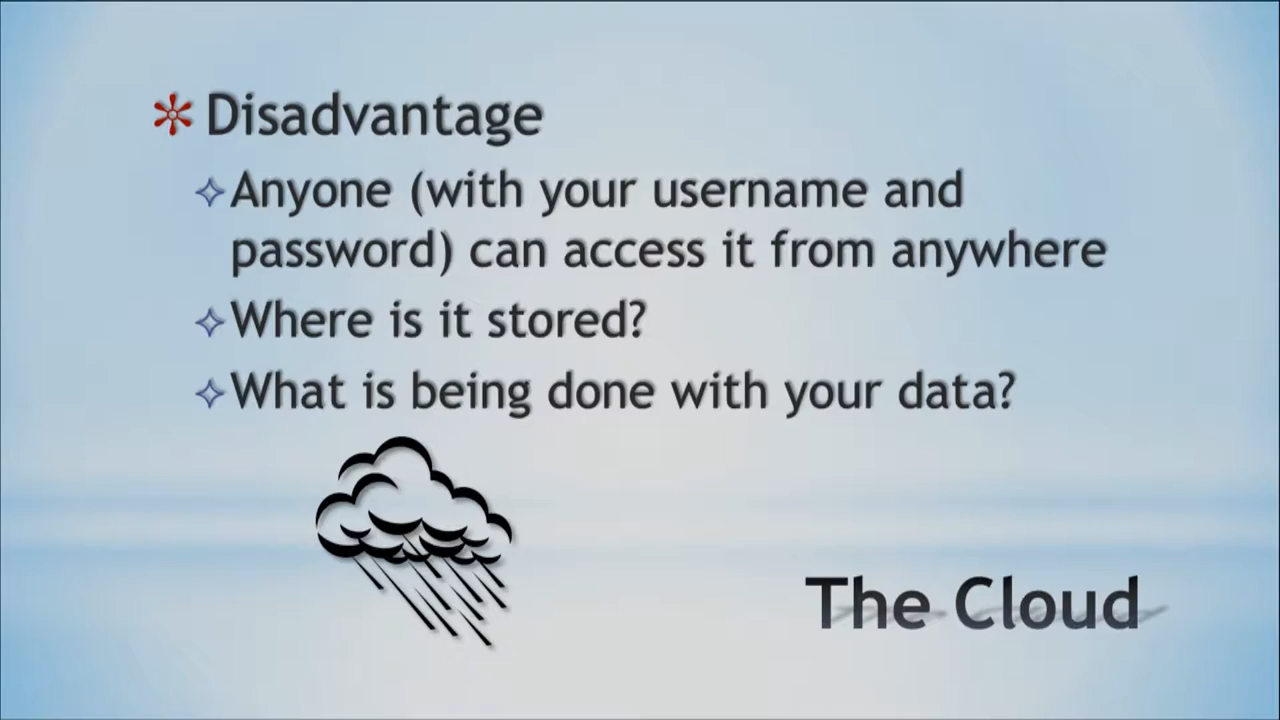 Disadvantage
Anyone (with your username and
password) can access it from anywhere
Where is it stored?
What is being done with your data?
The Cloud